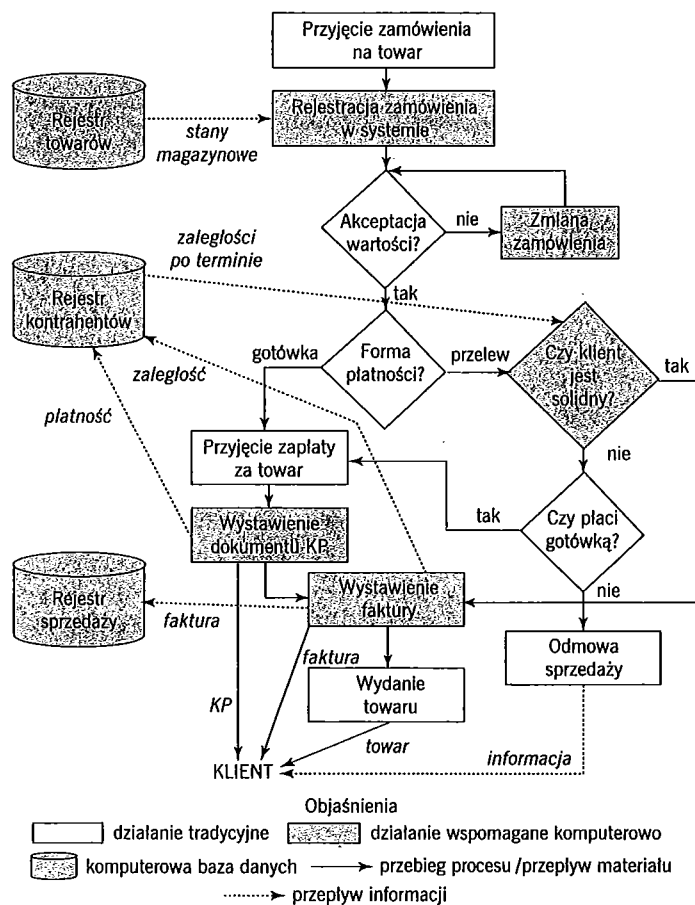 Przyjęcie zamówienia
na towar
Rejestr
towarów
stany
magazynowe
Rejestracja zamówienia
w systemie
Akceptacja
wartości?
nie
Zmiana
zamówienia
tak
zaległości
po terminie
Rejestr
kontrahentów
gotówka
Forma
płatności?
przelew
Czy klient
jest
solidny?
tak
zaległość
płatność
nie
Przyjęcie zapłaty
za towar
tak
Czy płaci
gotówką?
Wystawienie
dokumentu KP
nie
Rejestr
sprzedaży
faktura
Wystawienie
faktury
faktura
Odmowa
sprzedaży
KP
Wydanie
towaru
towar
informacja
KLIENT
Objaśnienia
działanie tradycyjne
działanie wspomagane komputerowo
komputerowa baza danych
przebieg procesu/przepływ materiału
przepływ informacji